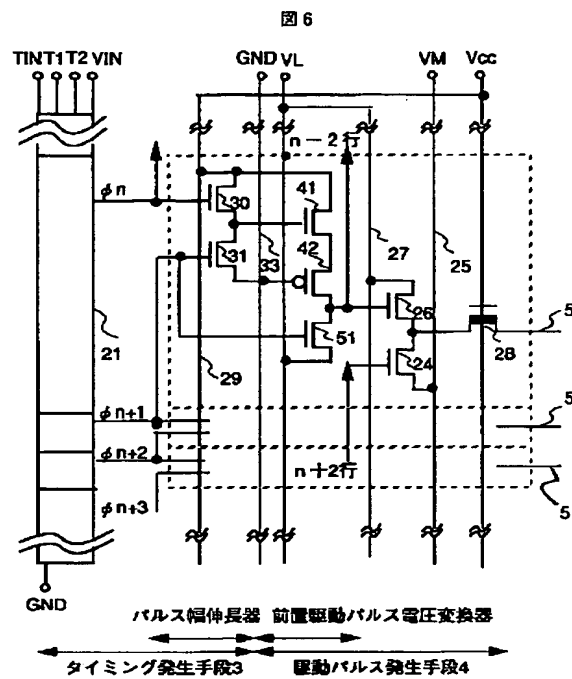 図6
TIN T1 T2 VIN GND VL VM Vcc
n−2行
φn
30
41
42
31
33
27
25
26
5
21
51
24
28
29
φn+1
5
φn+2
n+2行
5
φn+3
GND
パルス幅伸長器 前置駆動パルス電圧変換器
タイミング発生手段3 駆動パルス発生手段4